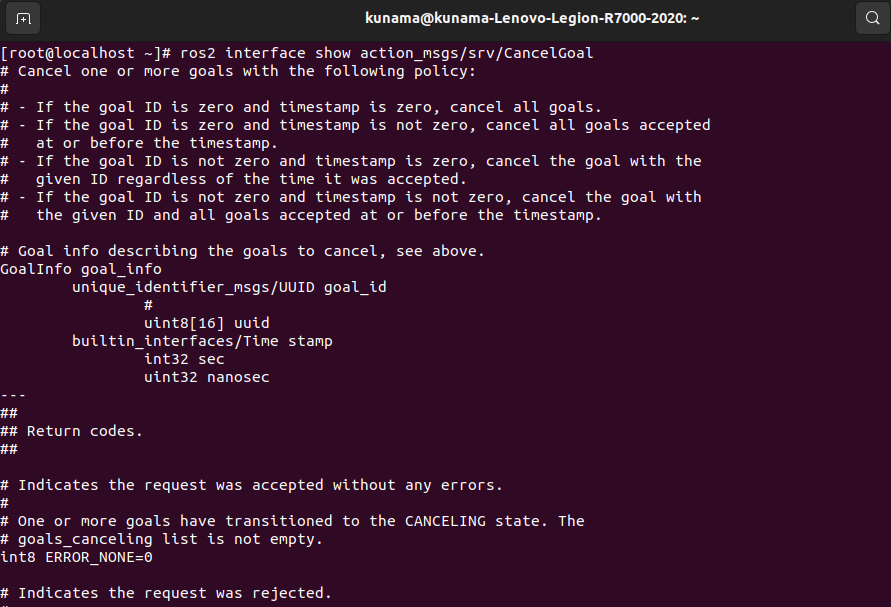 kunama@kunama-Lenovo-Legion-R7000-2020: ~
[root@localhost ~]# ros2 interface show action_msgs/srv/CancelGoal
# Cancel one or more goals with the following policy:
#
# - If the goal ID is zero and timestamp is zero, cancel all goals.
# - If the goal ID is zero and timestamp is not zero, cancel all goals accepted
#   at or before the timestamp.
# - If the goal ID is not zero and timestamp is zero, cancel the goal with the
#   given ID regardless of the time it was accepted.
# - If the goal ID is not zero and timestamp is not zero, cancel the goal with
#   the given ID and all goals accepted at or before the timestamp.

# Goal info describing the goals to cancel, see above.
GoalInfo goal_info
        unique_identifier_msgs/UUID goal_id
                #
                uint8[16] uuid
        builtin_interfaces/Time stamp
                int32 sec
                uint32 nanosec
---
##
## Return codes.
##

# Indicates the request was accepted without any errors.
#
# One or more goals have transitioned to the CANCELING state. The
# goals_canceling list is not empty.
int8 ERROR_NONE=0

# Indicates the request was rejected.